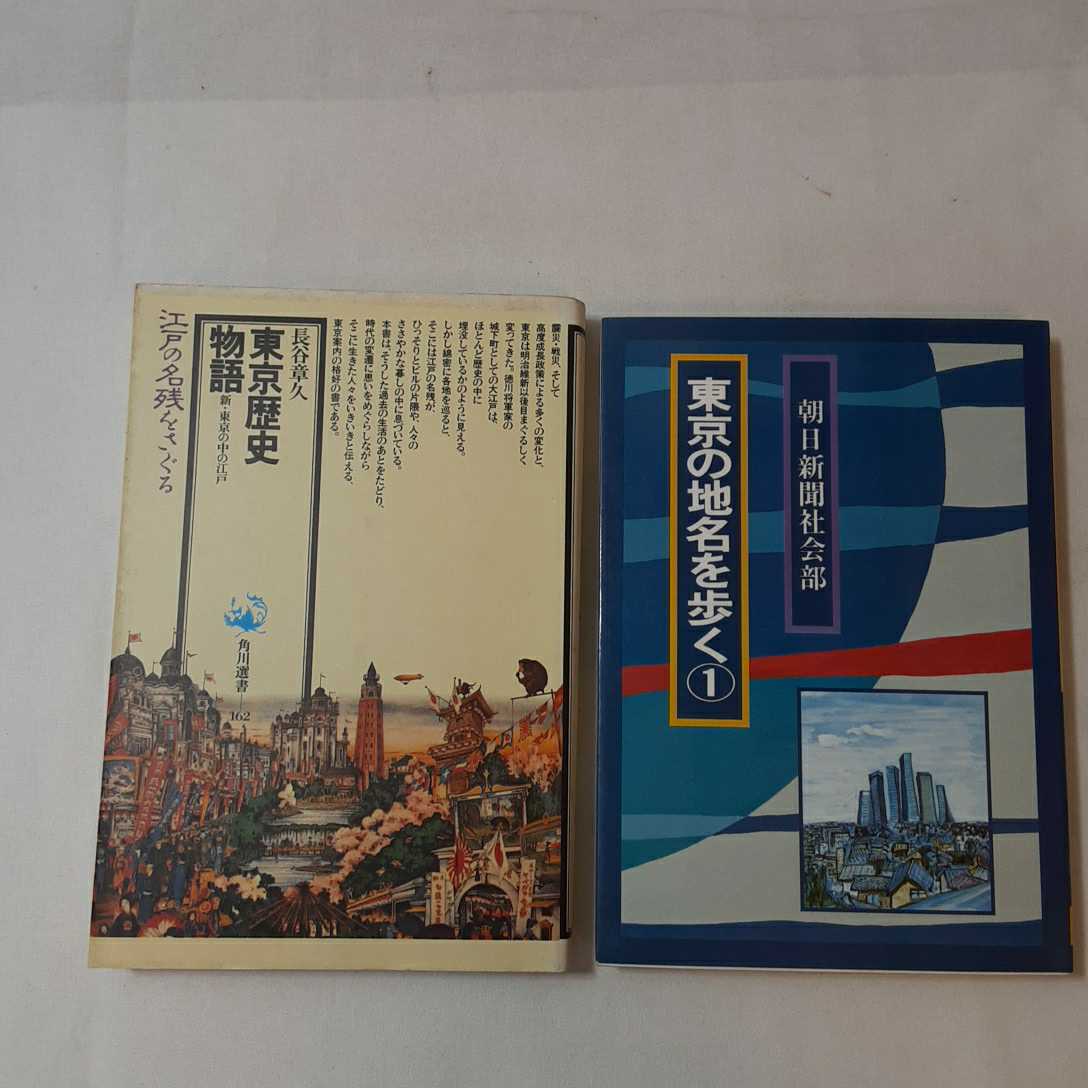 震災・戦災、そして
高度成長政策による多くの変化と、
東京は明治維新以後目まぐるしく
変ってきた。徳川将軍家の
城下町としての大江戸は、
ほとんど歴史の中に
埋没しているかのように見える。
しかし綿密に各地を巡ると、
そこには江戸の名残が、
ひっそりとビルの片隅や、人々の
ささやかな暮しの中に息づいている。
本書は、そうした過去の生活のあとをたどり、
時代の変遷に思いをめぐらしながら
そこに生きた人々をいきいきと伝える、
東京案内の格好の書である。
長谷章久
東京歴史
物語
新・東京の中の江戸
江戸の名残をさぐる
角川選書
162
朝日新聞社会部
東京の地名を歩く①